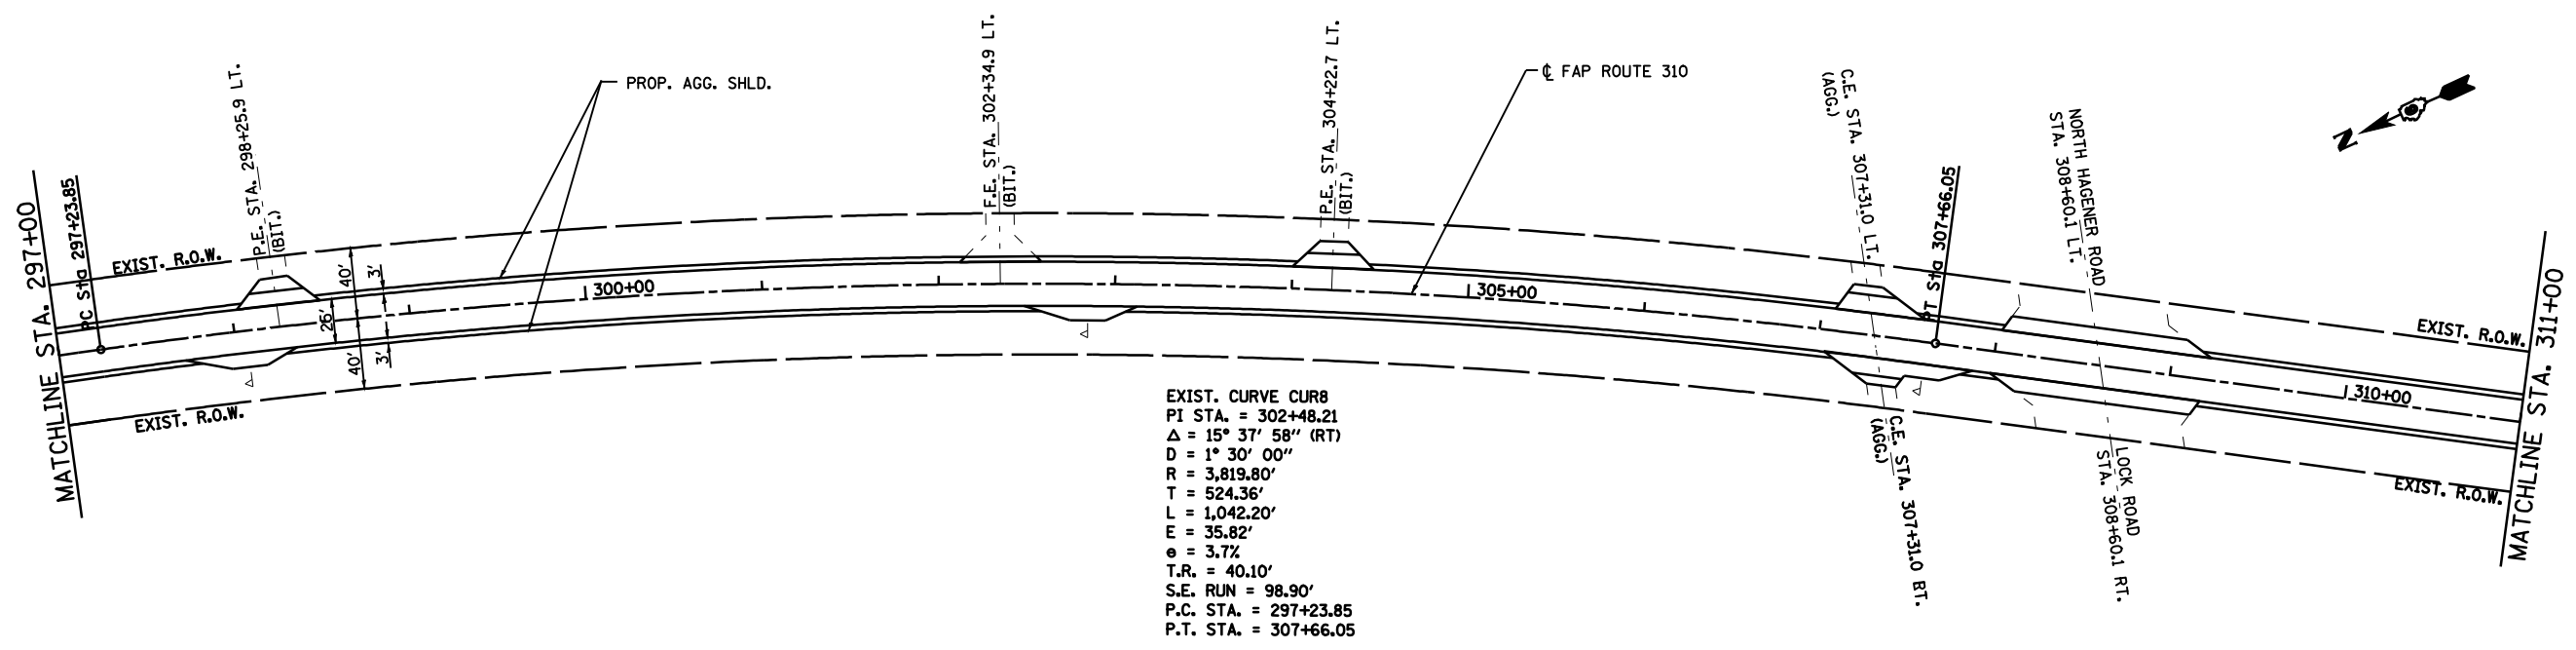 MATCHLINE STA. 297+00
PC Sta 297+23.85
EXIST. R.O.W.
EXIST. R.O.W.
P.E. STA. 298+25.9 LT.
(BIT.)
40'
3'
26'
40'
3'
PROP. AGG. SHLD.
300+00
F.E. STA. 302+34.9 LT.
(BIT.)
P.E. STA. 304+22.7 LT.
(BIT.)
℄ FAP ROUTE 310
305+00
C.E. STA. 307+31.0 LT.
(AGG.)
PT Sta 307+66.05
NORTH HAGENER ROAD
STA. 308+60.1 LT.
N
C.E. STA. 307+31.0 RT.
(AGG.)
LOCK ROAD
STA. 308+60.1 RT.
310+00
EXIST. R.O.W.
EXIST. R.O.W.
MATCHLINE STA. 311+00
EXIST. CURVE CUR8
PI STA. = 302+48.21
Δ = 15° 37' 58" (RT)
D = 1° 30' 00"
R = 3,819.80'
T = 524.36'
L = 1,042.20'
E = 35.82'
e = 3.7%
T.R. = 40.10'
S.E. RUN = 98.90'
P.C. STA. = 297+23.85
P.T. STA. = 307+66.05